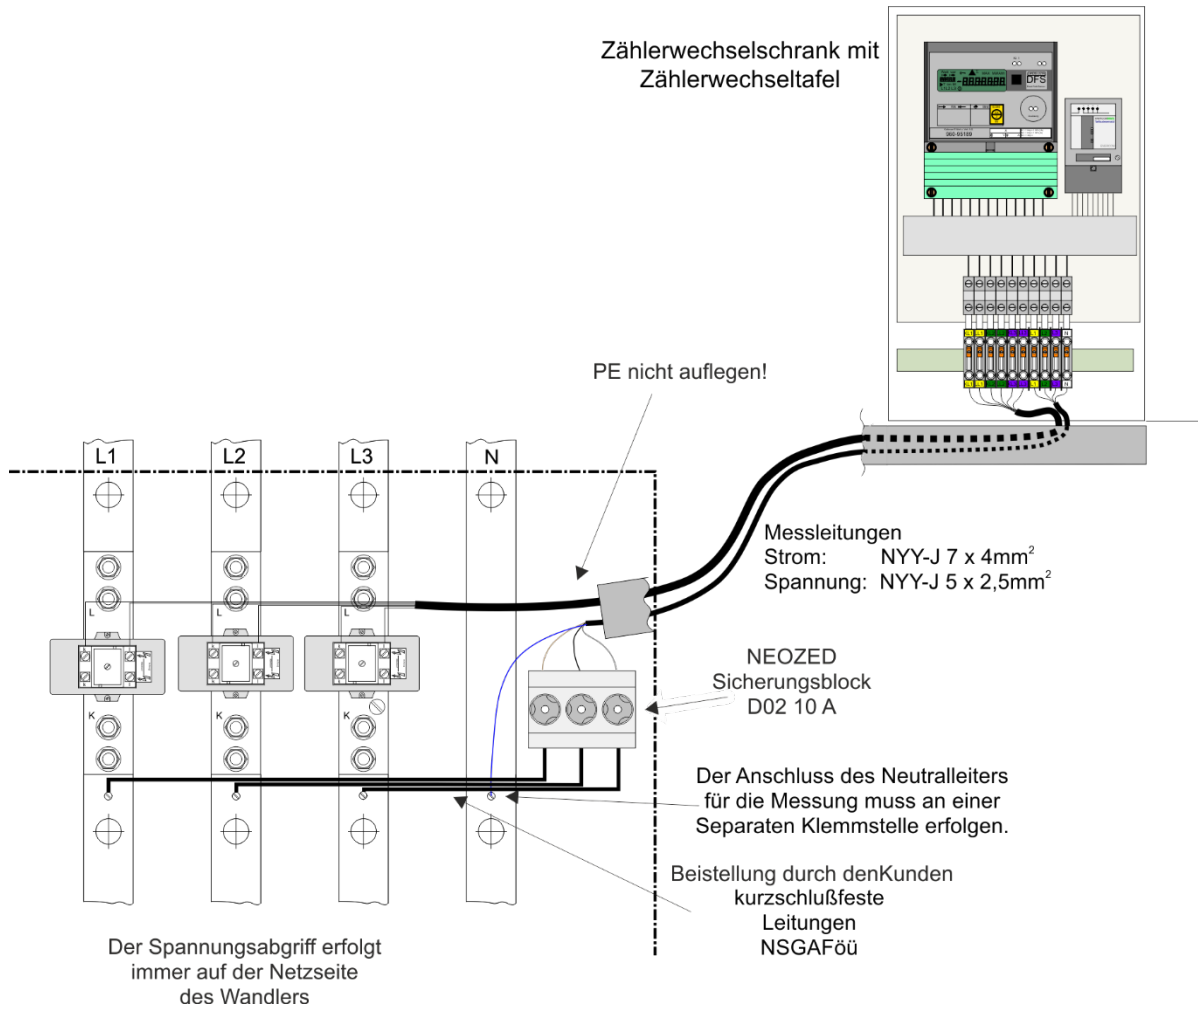 Zählerwechselschrank mit
Zählerwechseltafel
DFS
PE nicht auflegen!
L1
L2
L3
N
Messleitungen
Strom: NYY-J 7 x 4mm²
Spannung: NYY-J 5 x 2,5mm²
L
L
L
NEOZED
Sicherungsblock
D02 10 A
K
K
K
Der Anschluss des Neutralleiters
für die Messung muss an einer
Separaten Klemmstelle erfolgen.
Beistellung durch denKunden
kurzschlußfeste
Leitungen
NSGAFöü
Der Spannungsabgriff erfolgt
immer auf der Netzseite
des Wandlers